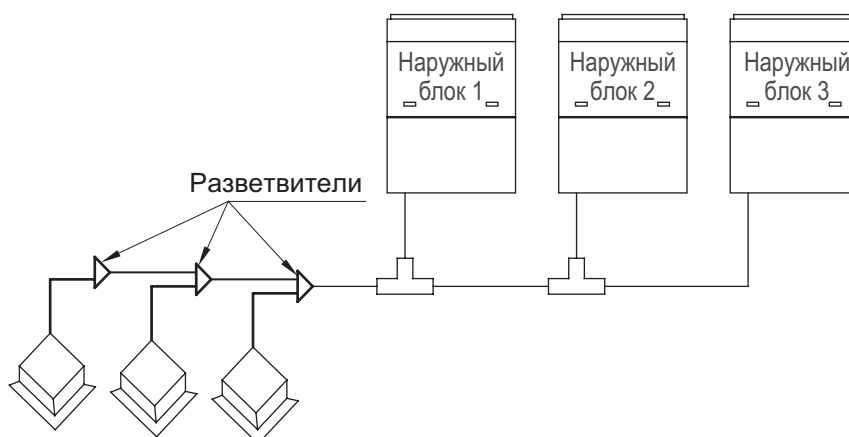 Наружный
блок 1
Наружный
блок 2
Наружный
блок 3
Разветвители